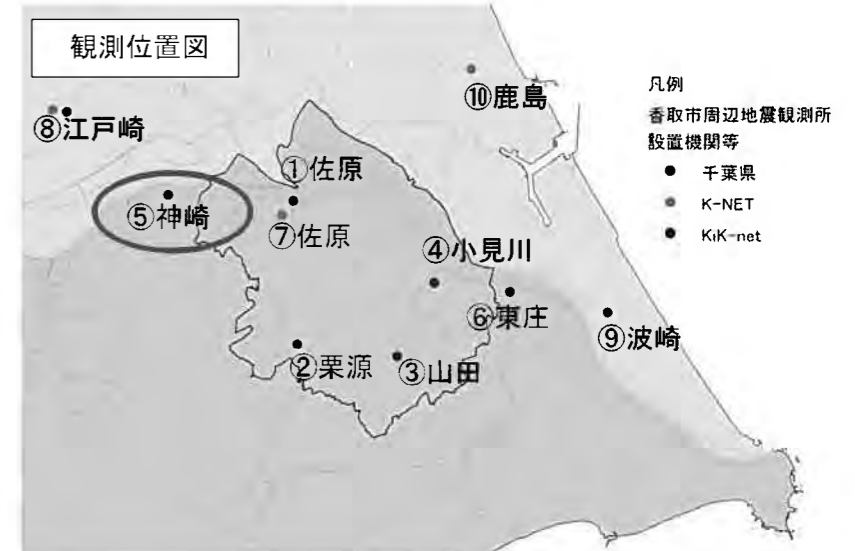 観測位置図
⑩鹿島
⑧江戸崎
①佐原
⑤神崎
⑦佐原
④小見川
⑥東庄
⑨波崎
②栗源
③山田
凡例
香取市周辺地震観測所
設置機関等
千葉県
K-NET
KiK-net